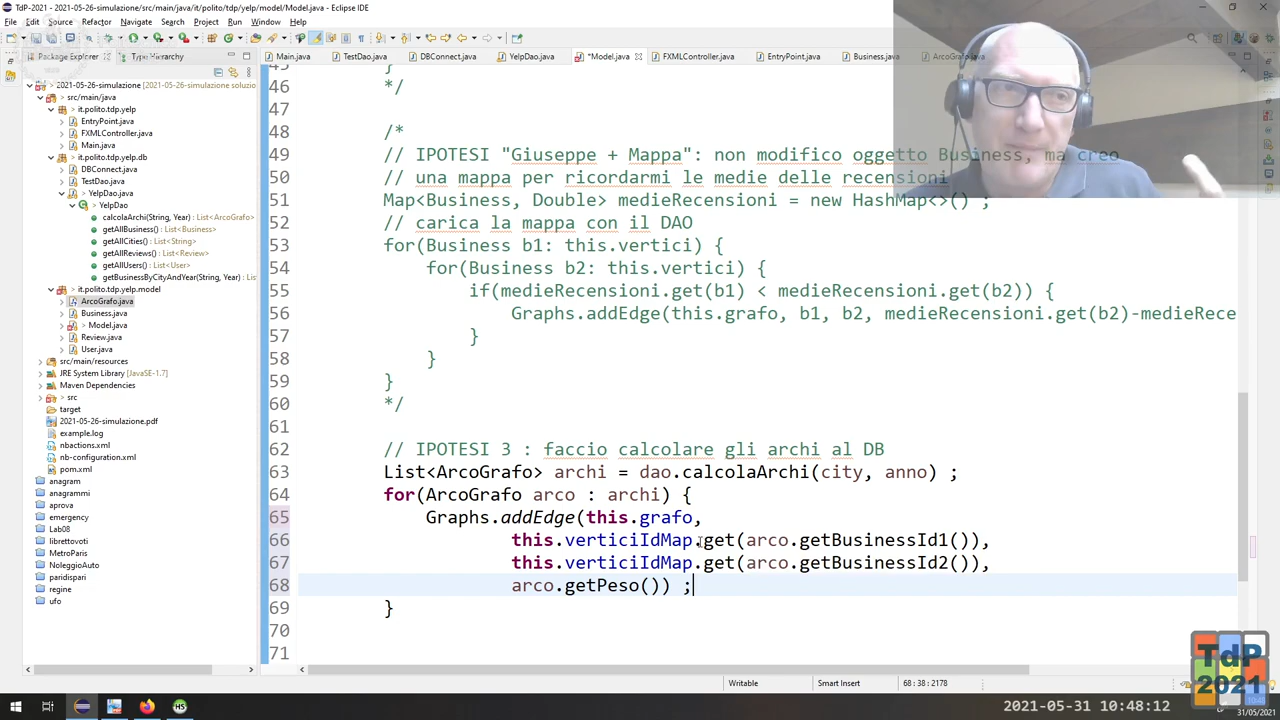 TdP-2021 - 2021-05-26-simulazione/src/main/java/it/polito/tdp/yelp/model/Model.java - Eclipse IDE
File Edit Source Refactor Navigate Search Project Run Window Help
Package Explorer Type Hierarchy
Main.java TestDao.java DBConnect.java YelpDao.java *Model.java FXMLController.java EntryPoint.java Business.java ArcoGrafo.java
2021-05-26-simulazione [2021-05-26-simulazione soluzio
src/main/java
it.polito.tdp.yelp
EntryPoint.java
FXMLController.java
Main.java
it.polito.tdp.yelp.db
DBConnect.java
TestDao.java
YelpDao.java
YelpDao
calcolaArchi(String, Year) : List<ArcoGrafo>
getAllBusiness() : List<Business>
getAllCities() : List<String>
getAllReviews() : List<Review>
getAllUsers() : List<User>
getBusinessByCityAndYear(String, Year) : List
it.polito.tdp.yelp.model
ArcoGrafo.java
Business.java
Model.java
Review.java
User.java
src/main/resources
JRE System Library [JavaSE-1.7]
Maven Dependencies
src
target
2021-05-26-simulazione.pdf
example.log
nbactions.xml
nb-configuration.xml
pom.xml
anagram
anagrammi
aprova
emergency
Lab08
librettovoti
MetroParis
NoleggioAuto
paridispari
regine
ufo
45 }
46 */
47
48 /*
49 // IPOTESI "Giuseppe + Mappa": non modifico oggetto Business, ma creo
50 // una mappa per ricordarmi le medie delle recensioni
51 Map<Business, Double> medieRecensioni = new HashMap<>() ;
52 // carica la mappa con il DAO
53 for(Business b1: this.vertici) {
54 for(Business b2: this.vertici) {
55 if(medieRecensioni.get(b1) < medieRecensioni.get(b2)) {
56 Graphs.addEdge(this.grafo, b1, b2, medieRecensioni.get(b2)-medieRece
57 }
58 }
59 }
60 */
61
62 // IPOTESI 3 : faccio calcolare gli archi al DB
63 List<ArcoGrafo> archi = dao.calcolaArchi(city, anno) ;
64 for(ArcoGrafo arco : archi) {
65 Graphs.addEdge(this.grafo,
66 this.verticiIdMap.get(arco.getBusinessId1()),
67 this.verticiIdMap.get(arco.getBusinessId2()),
68 arco.getPeso()) ;
69 }
70
71
Writable Smart Insert 68 : 38 : 2178
TdP
2021
2021-05-31 10:48:12
31/05/2021